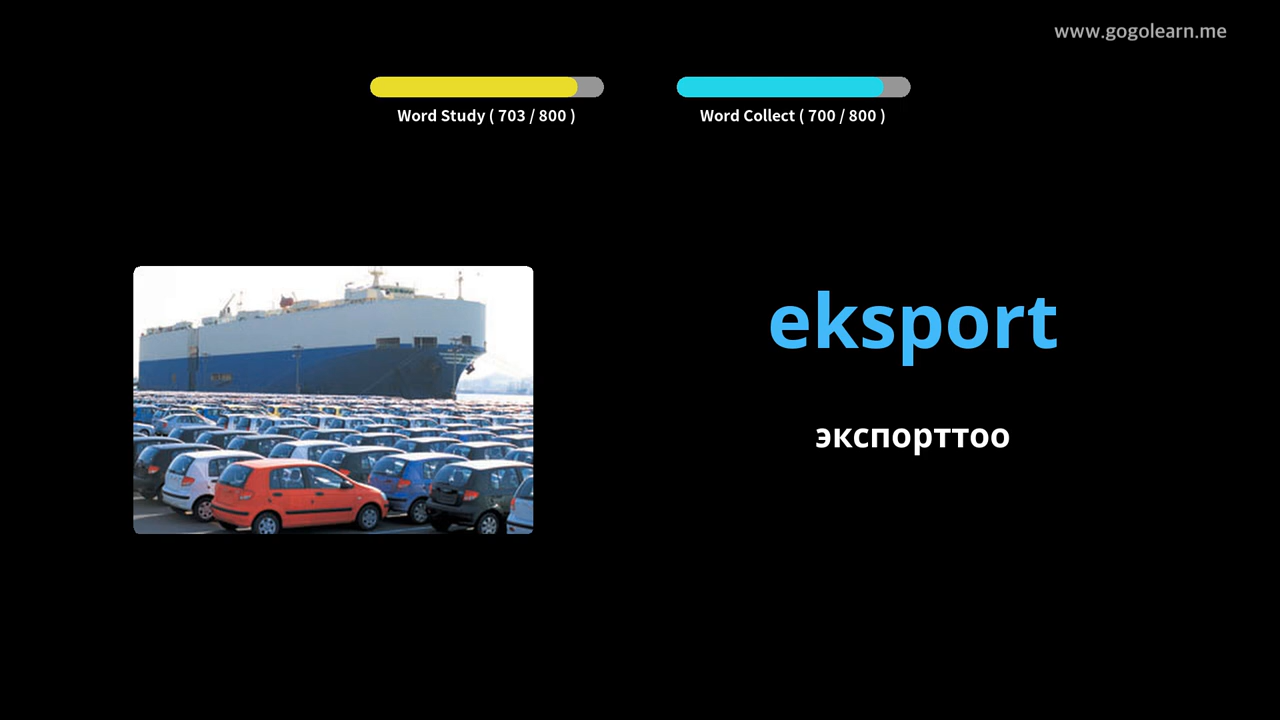 www.gogolearn.me
Word Study ( 703 / 800 )
Word Collect ( 700 / 800 )
eksport
экспорттоо